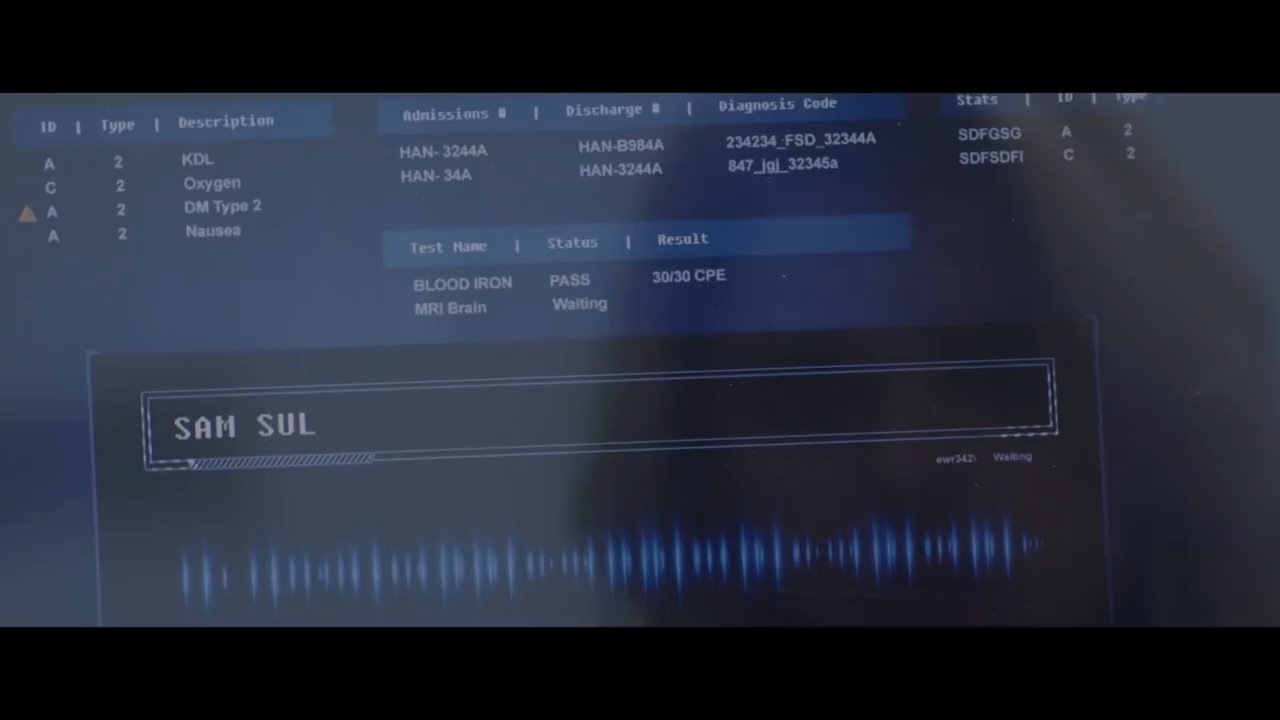 ID | Type | Description
A 2 KDL
C 2 Oxygen
A 2 DM Type 2
A 2 Nausea
Admissions # | Discharge # | Diagnosis Code
HAN- 3244A HAN-B984A 234234_FSD_32344A
HAN- 34A HAN-3244A 847_jgj_32345a
Stats | ID | Type
SDFGSG A 2
SDFSDFI C 2
Test Name | Status | Result
BLOOD IRON PASS 30/30 CPE
MRI Brain Waiting
SAM SUL
ewr342\ Waiting